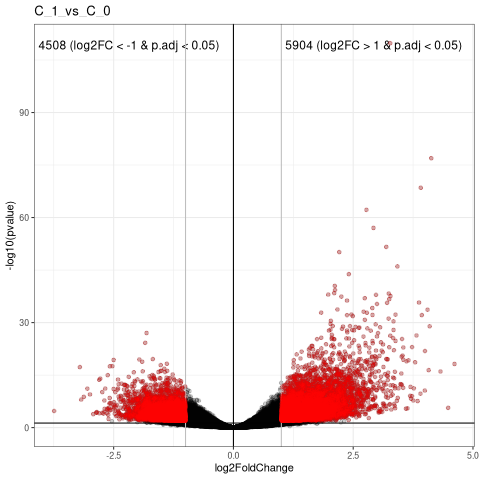 C_1_vs_C_0
4508 (log2FC < -1 & p.adj < 0.05)
5904 (log2FC > 1 & p.adj < 0.05)
90
60
30
0
-log10(pvalue)
-2.5
0.0
2.5
5.0
log2FoldChange